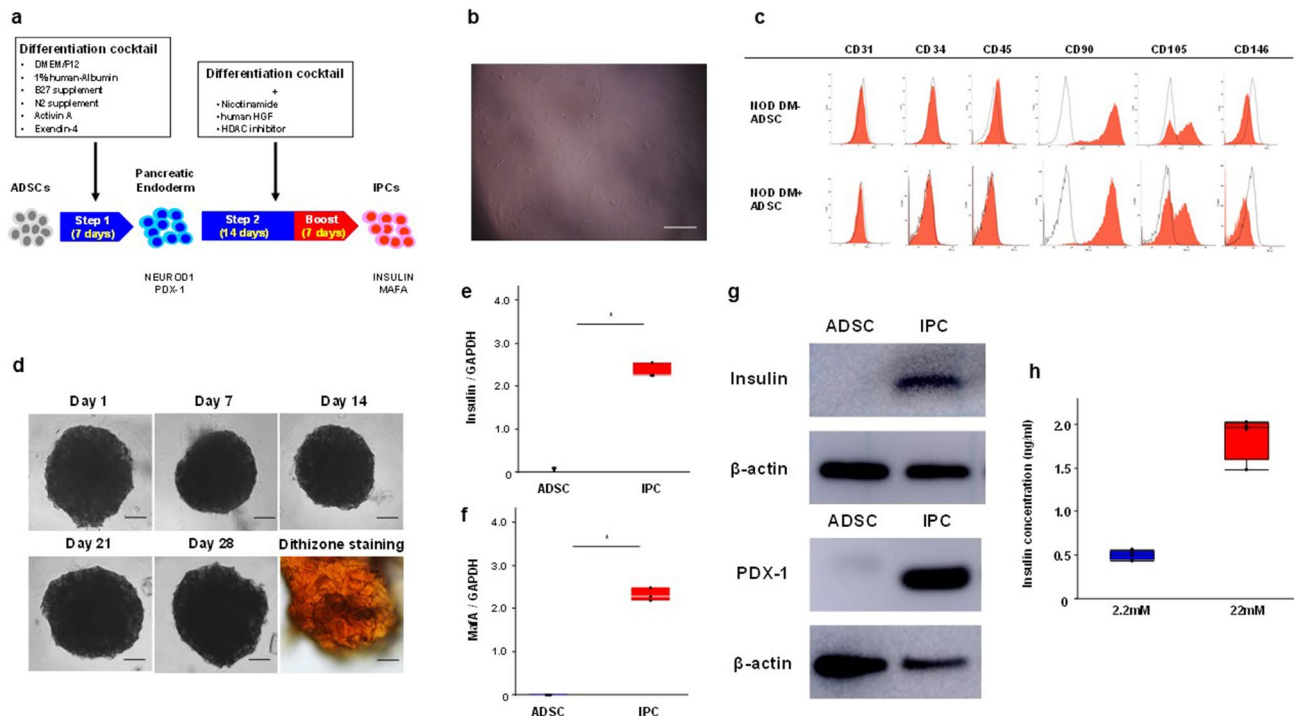 a
Differentiation cocktail
• DMEM/F12
• 1% human-Albumin
• B27 supplement
• N2 supplement
• Activin A
• Exendin-4
Differentiation cocktail
+
• Nicotinamide
• human HGF
• HDAC inhibitor
ADSCs
Step 1
(7 days)
Pancreatic
Endoderm
Step 2
(14 days)
Boost
(7 days)
IPCs
NEUROD1
PDX-1
INSULIN
MAFA
b
c
CD31 CD34 CD45 CD90 CD105 CD146
NOD DM-
ADSC
NOD DM+
ADSC
d
Day 1 Day 7 Day 14
Day 21 Day 28 Dithizone staining
e
Insulin / GAPDH
4.0
3.0
2.0
1.0
0
*
ADSC IPC
f
MafA / GAPDH
4.0
3.0
2.0
1.0
0
*
ADSC IPC
g
ADSC IPC
Insulin
β-actin
ADSC IPC
PDX-1
β-actin
h
Insulin concentration (ng/ml)
2.0
1.5
1.0
0.5
0
2.2mM 22mM